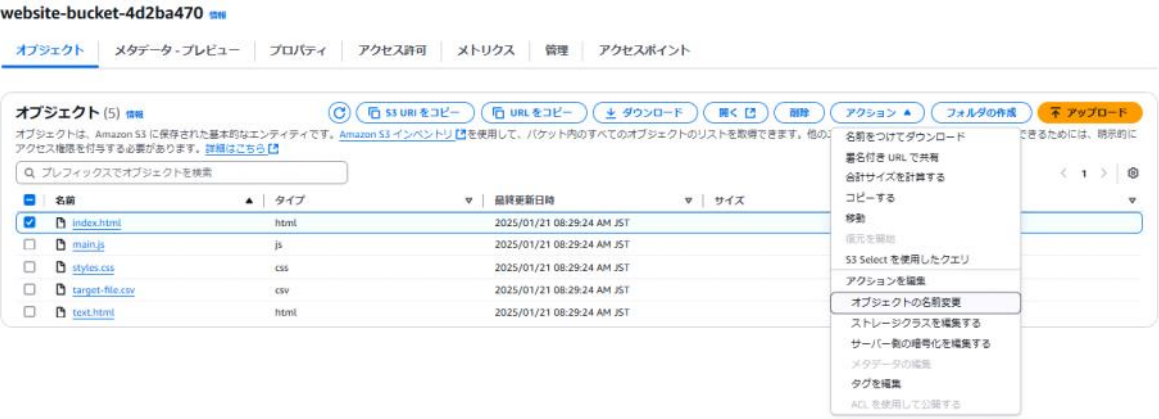 website-bucket-4d2ba470 情報
オブジェクト メタデータ - プレビュー プロパティ アクセス許可 メトリクス 管理 アクセスポイント
オブジェクト (5) 情報 S3 URI をコピー URL をコピー ダウンロード 開く 削除 アクション フォルダの作成 アップロード
オブジェクトは、Amazon S3 に保存された基本的なエンティティです。Amazon S3 インベントリ を使用して、バケット内のすべてのオブジェクトのリストを取得できます。他の できるためには、明示的に
アクセス権限を付与する必要があります。詳細はこちら
プレフィックスでオブジェクトを検索 1
名前 タイプ 最終更新日時 サイズ
index.html html 2025/01/21 08:29:24 AM JST
main.js js 2025/01/21 08:29:24 AM JST
styles.css css 2025/01/21 08:29:24 AM JST
target-file.csv csv 2025/01/21 08:29:24 AM JST
text.html html 2025/01/21 08:29:24 AM JST
名前をつけてダウンロード
署名付き URL で共有
合計サイズを計算する
コピーする
移動
復元を開始
S3 Select を使用したクエリ
アクションを編集
オブジェクトの名前変更
ストレージクラスを編集する
サーバー側の暗号化を編集する
メタデータの編集
タグを編集
ACL を使用して公開する